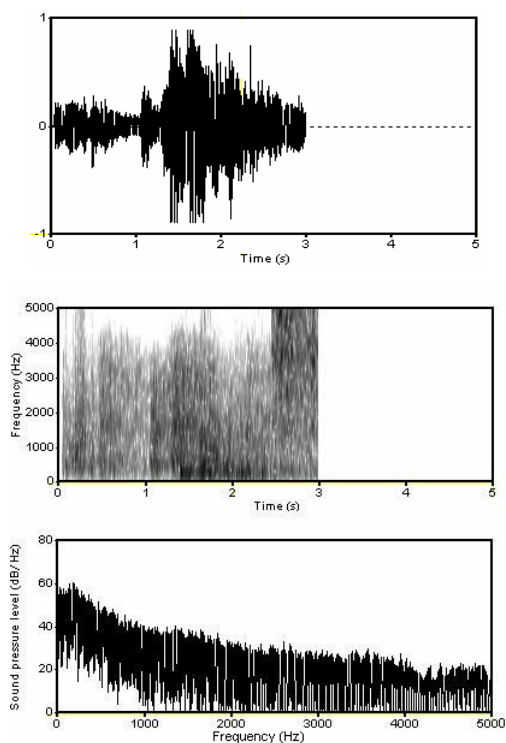 1
0
-1
0 1 2 3 4 5
Time (s)
5000
4000
3000
2000
1000
0
Frequency (Hz)
0 1 2 3 4 5
Time (s)
80
60
40
20
0
Sound pressure level (dB/Hz)
0 1000 2000 3000 4000 5000
Frequency (Hz)